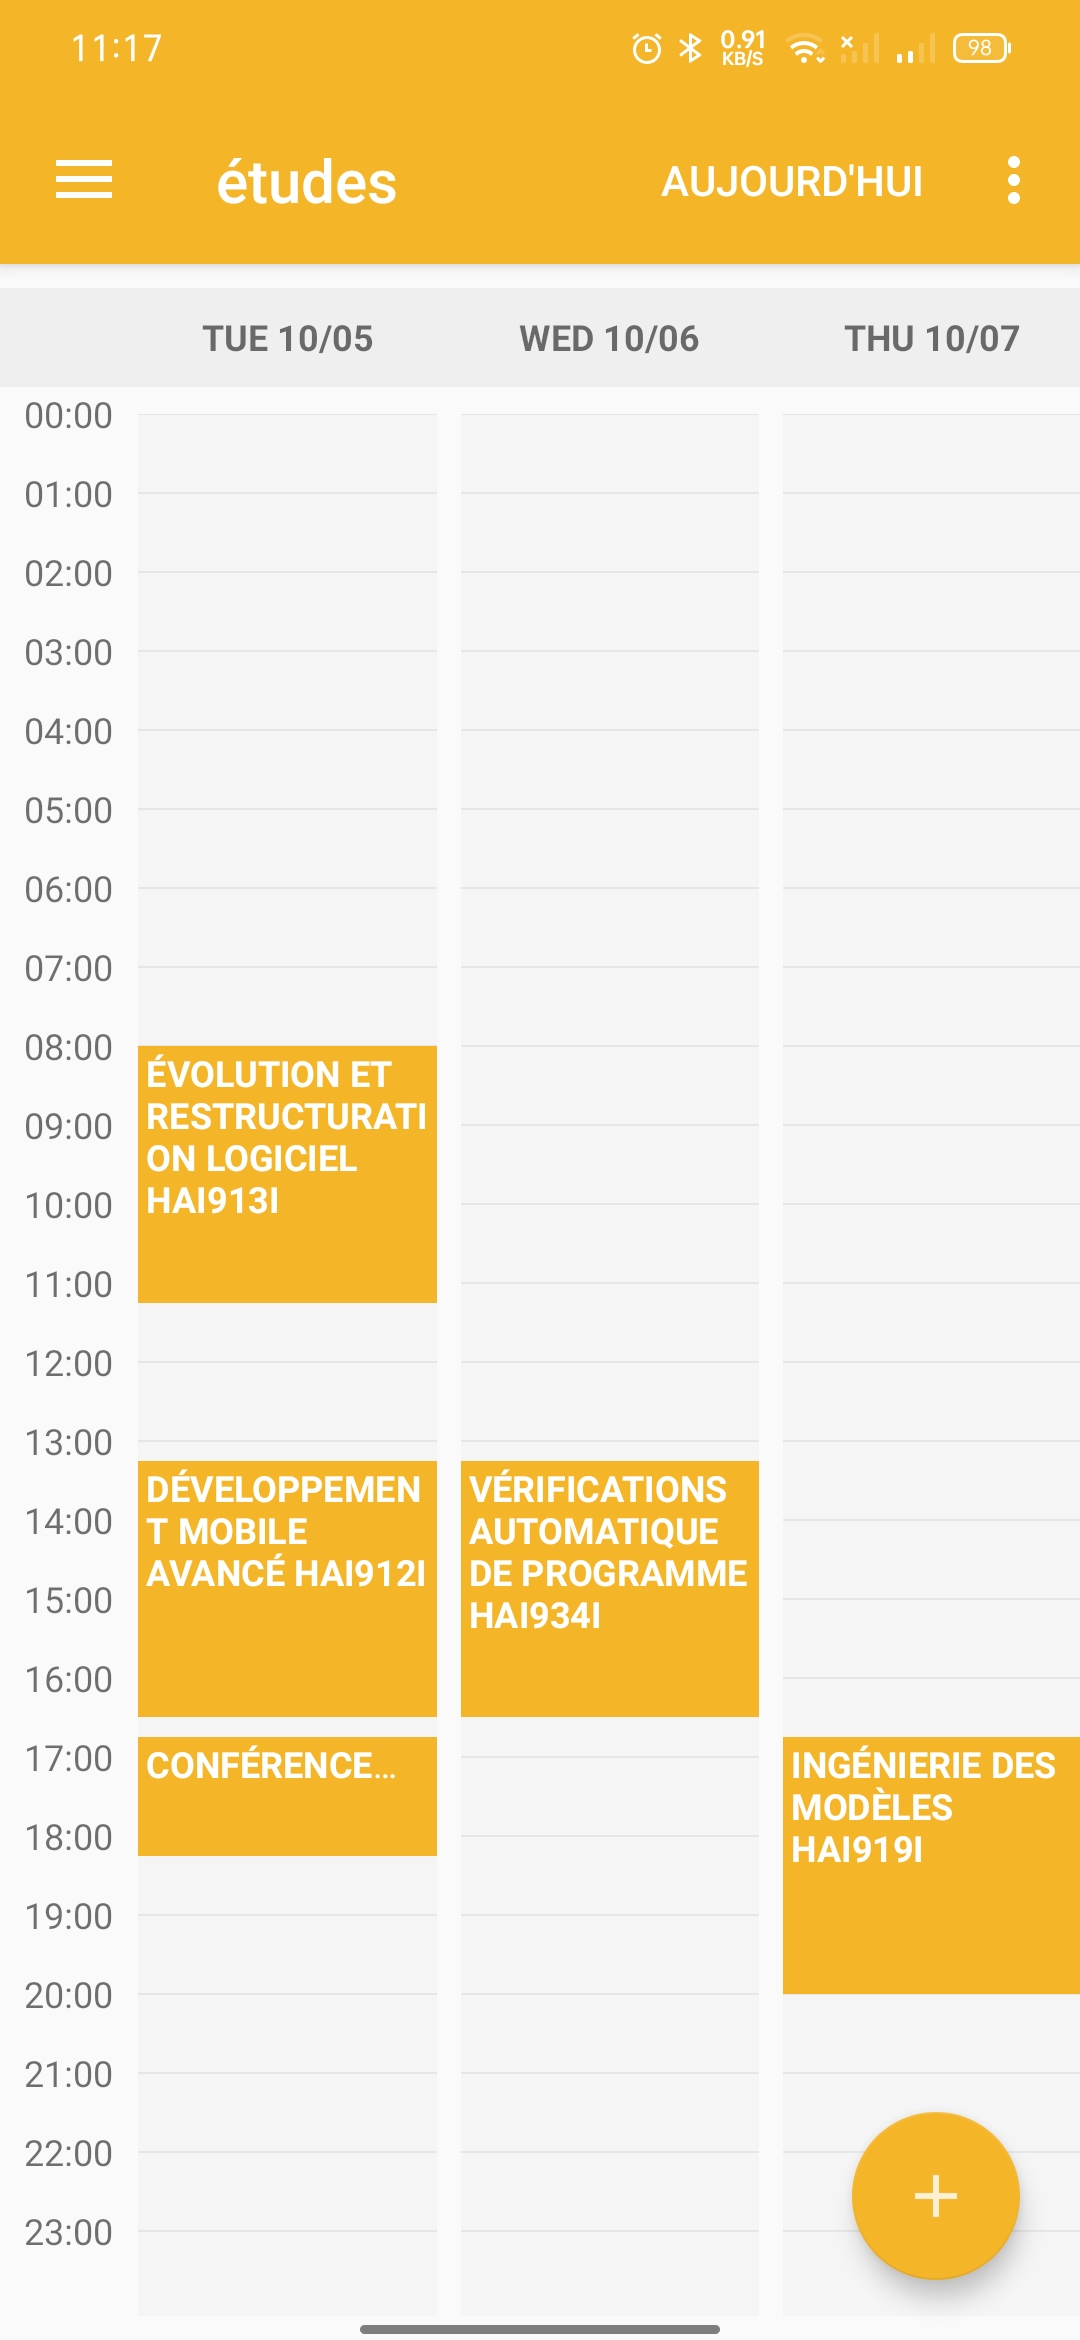 11:17
0.91
KB/S
98
études
AUJOURD'HUI
TUE 10/05
WED 10/06
THU 10/07
00:00
01:00
02:00
03:00
04:00
05:00
06:00
07:00
08:00
09:00
10:00
11:00
12:00
13:00
14:00
15:00
16:00
17:00
18:00
19:00
20:00
21:00
22:00
23:00
ÉVOLUTION ET
RESTRUCTURATI
ON LOGICIEL
HAI913I
DÉVELOPPEMEN
T MOBILE
AVANCÉ HAI912I
CONFÉRENCE...
VÉRIFICATIONS
AUTOMATIQUE
DE PROGRAMME
HAI934I
INGÉNIERIE DES
MODÈLES
HAI919I